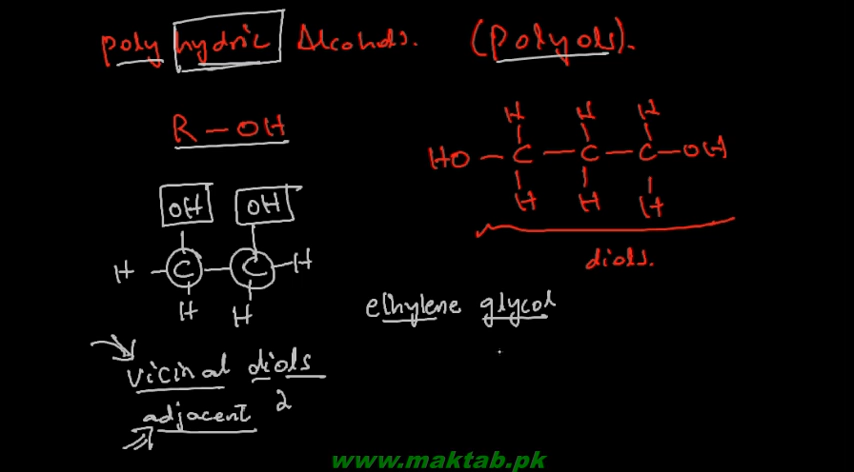 poly hydric Alcohols. (polyols).
R - OH
H H H
HO - C - C - C - OH
H H H
diols.
OH OH
H - C - C - H
H H
ethylene glycol
vicinal diols
adjacent 2
www.maktab.pk